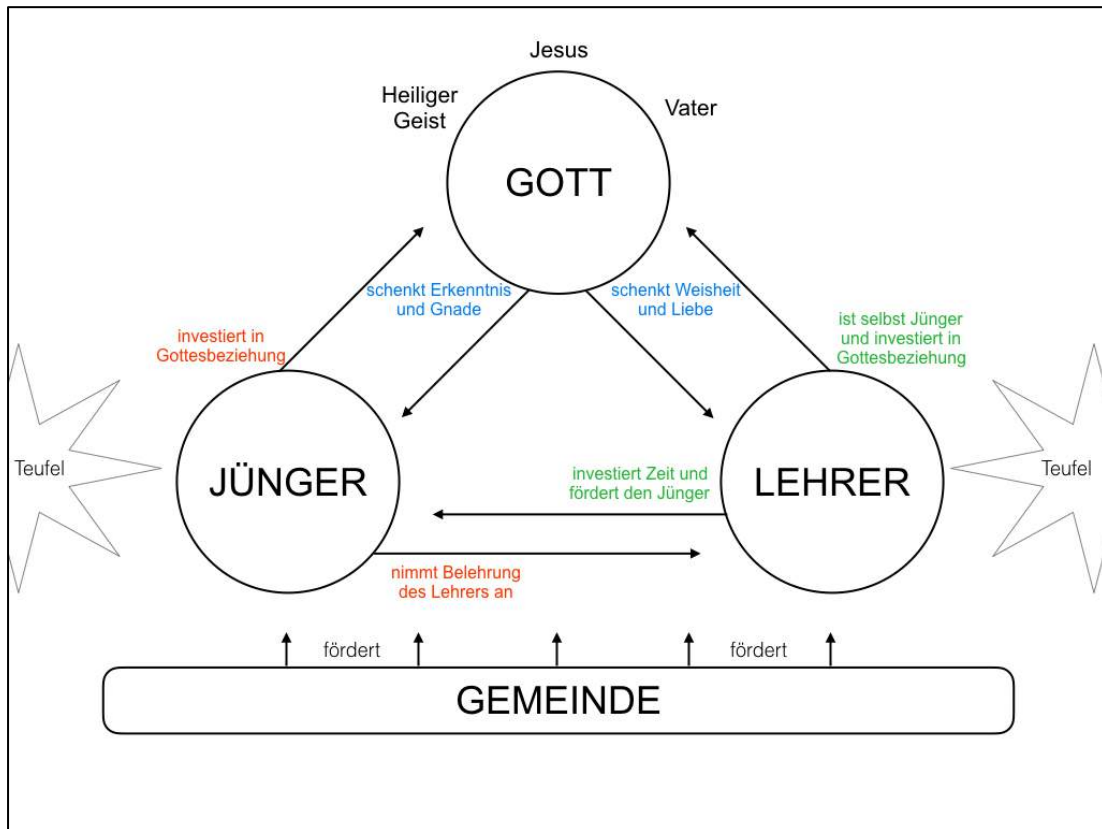 Jesus
Heiliger
Geist
Vater
GOTT
schenkt Erkenntnis
und Gnade
schenkt Weisheit
und Liebe
investiert in
Gottesbeziehung
ist selbst Jünger
und investiert in
Gottesbeziehung
Teufel
JÜNGER
investiert Zeit und
fördert den Jünger
LEHRER
Teufel
nimmt Belehrung
des Lehrers an
fördert
fördert
GEMEINDE